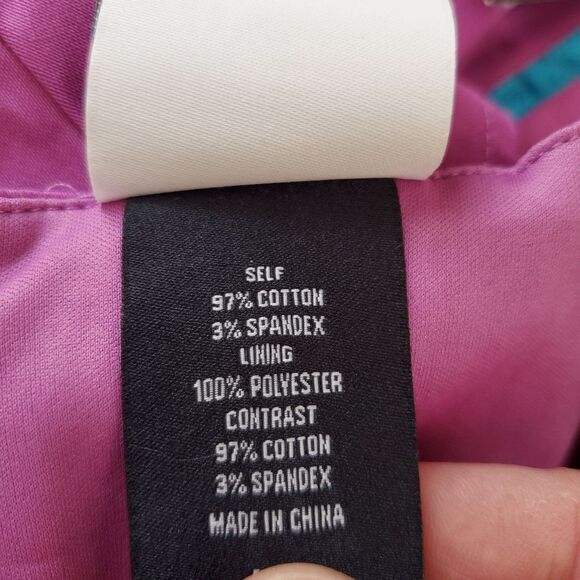 SELF
97% COTTON
3% SPANDEX
LINING
100% POLYESTER
CONTRAST
97% COTTON
3% SPANDEX
MADE IN CHINA